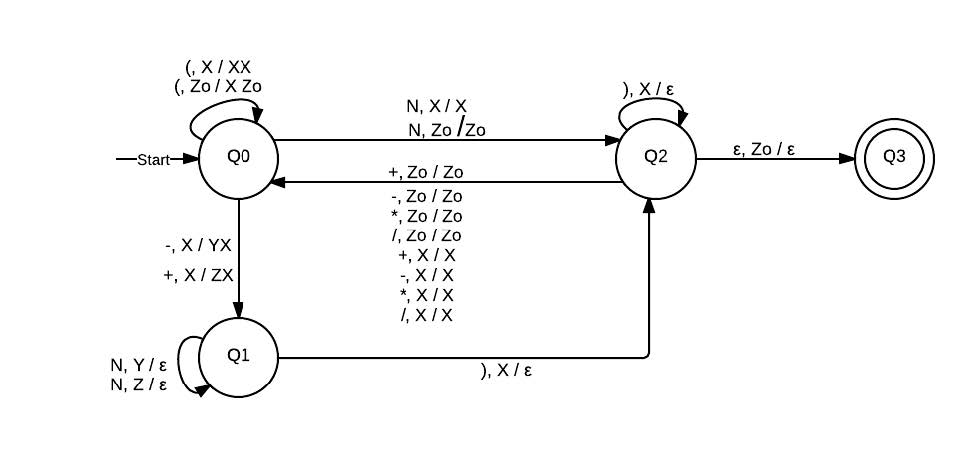 (, X / XX
(, Zo / X Zo
Start
Q0
N, X / X
N, Zo / Zo
+, Zo / Zo
-, Zo / Zo
*, Zo / Zo
/, Zo / Zo
+, X / X
-, X / X
*, X / X
/, X / X
), X / ε
Q2
ε, Zo / ε
Q3
-, X / YX
+, X / ZX
Q1
N, Y / ε
N, Z / ε
), X / ε